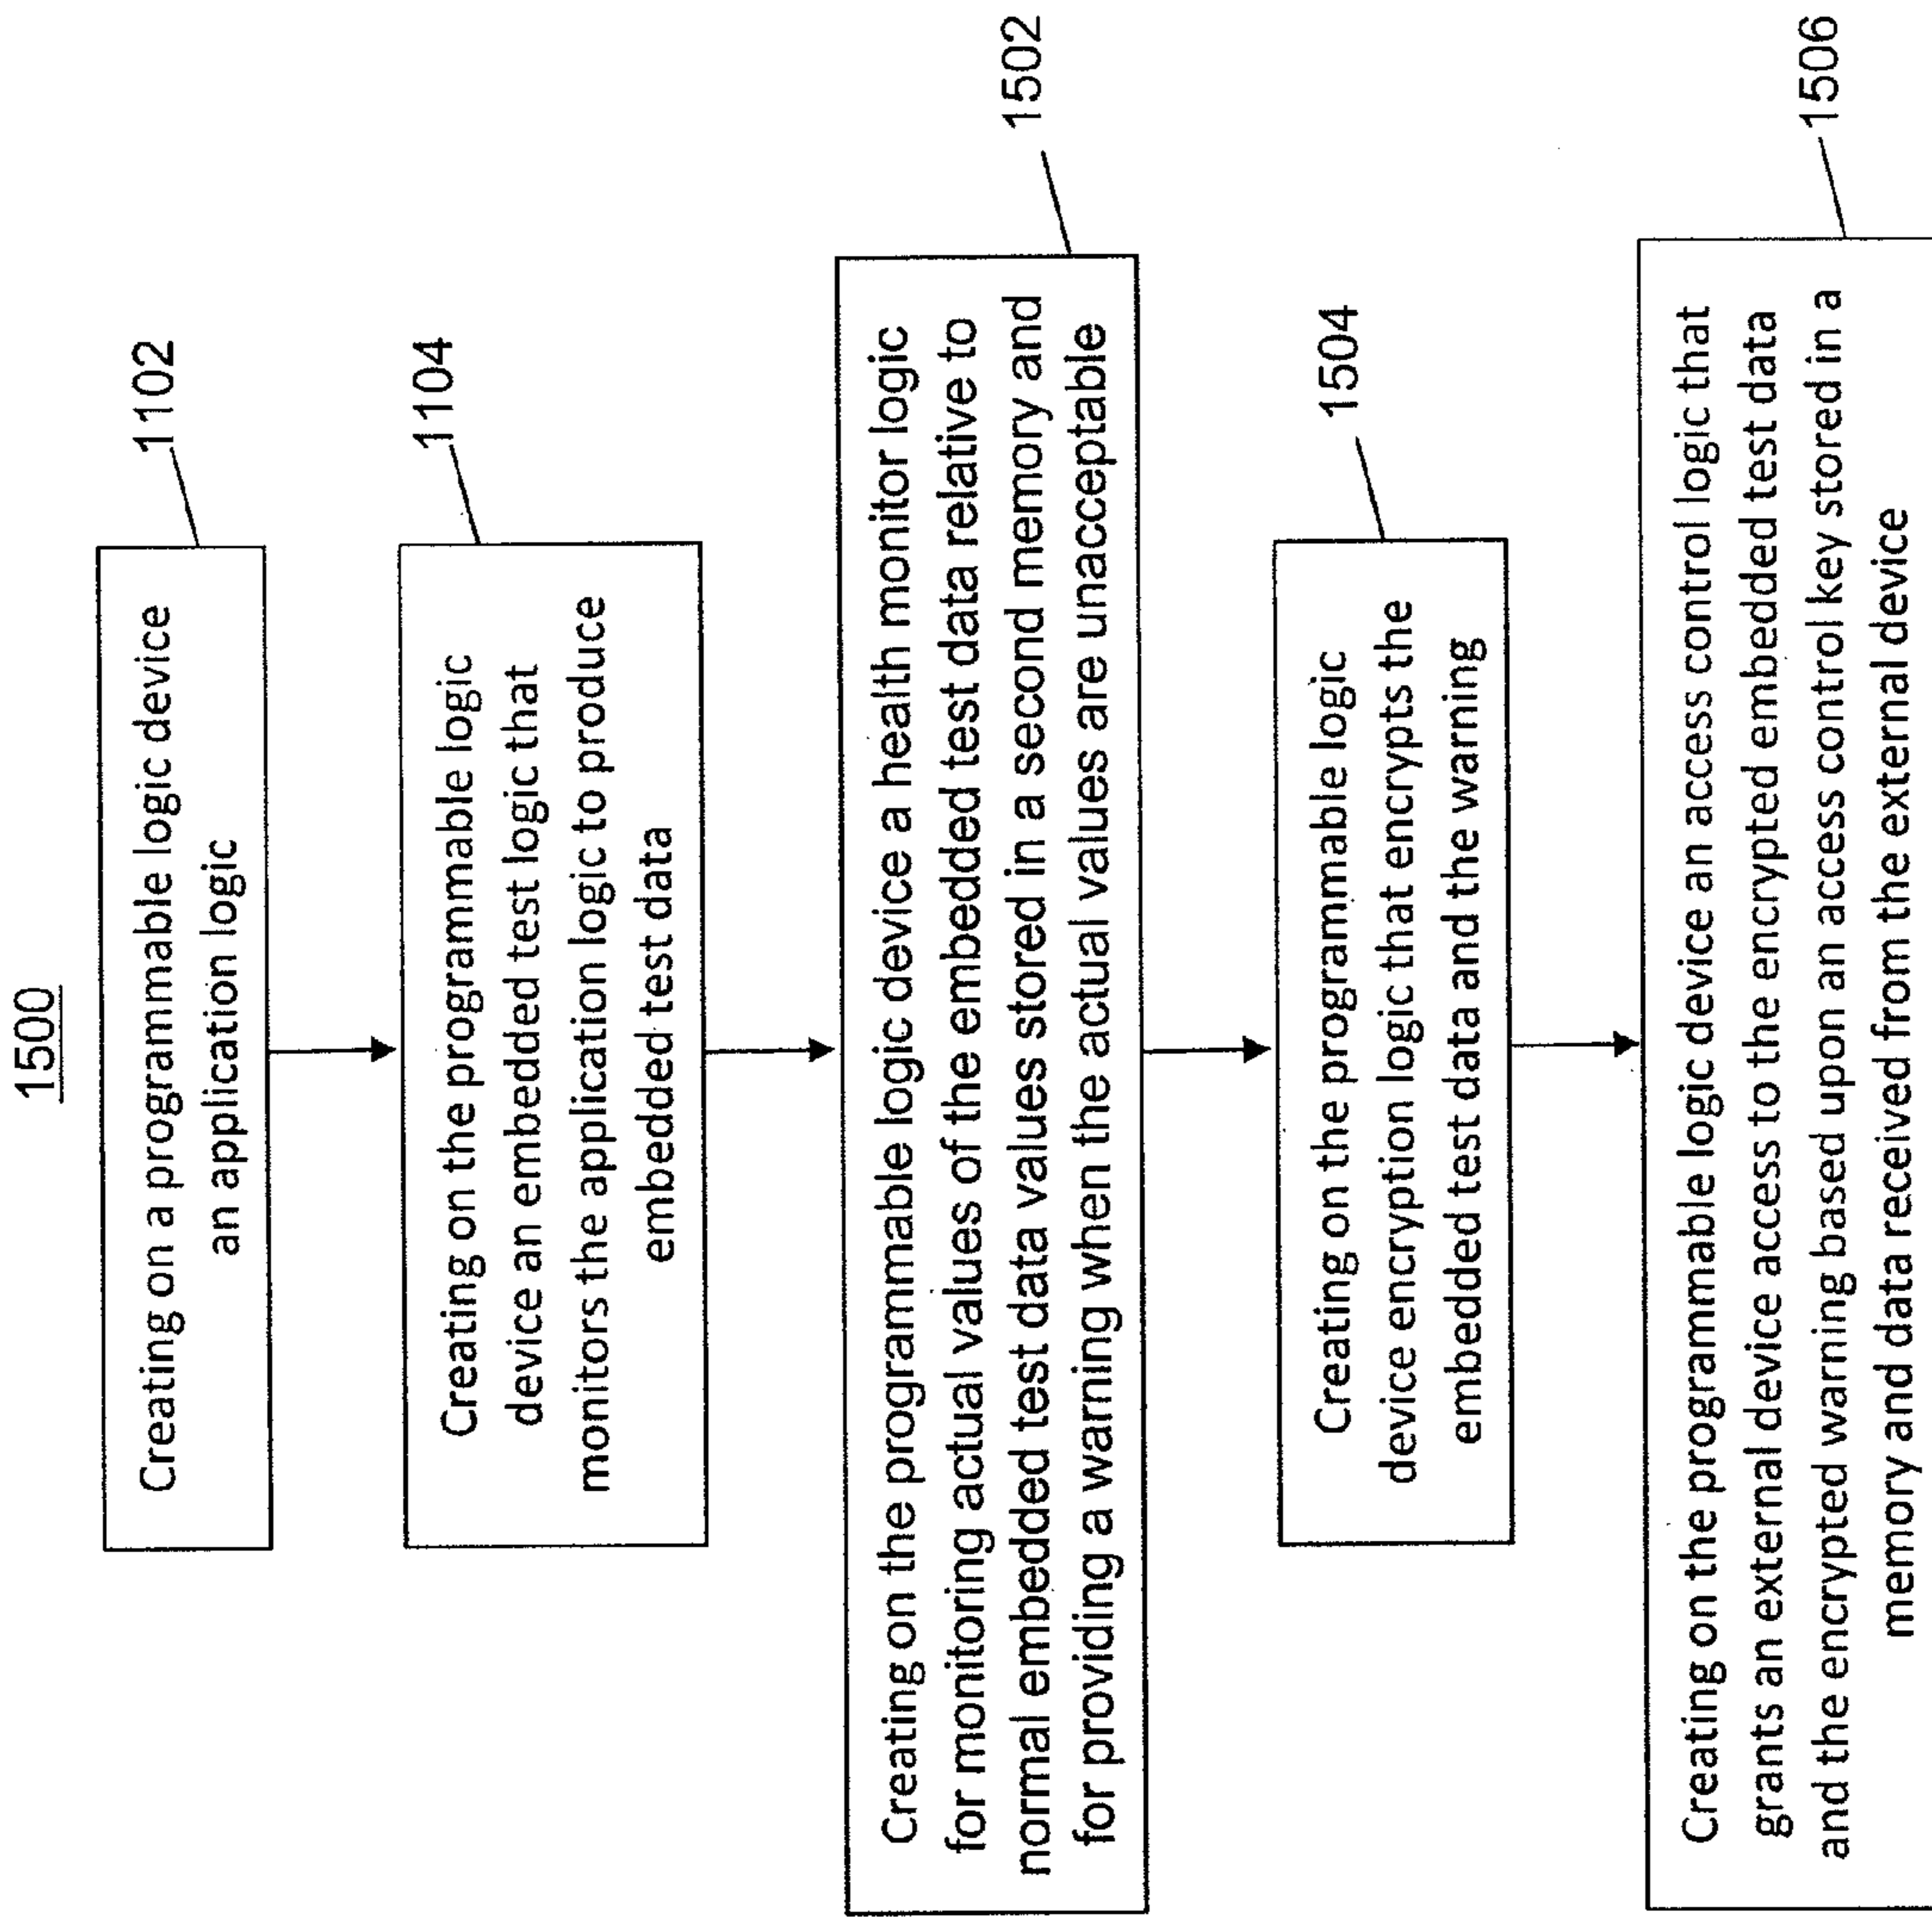 1500
Creating on a programmable logic device
an application logic
1102
Creating on the programmable logic
device an embedded test logic that
monitors the application logic to produce
embedded test data
1104
Creating on the programmable logic device a health monitor logic
for monitoring actual values of the embedded test data relative to
normal embedded test data values stored in a second memory and
for providing a warning when the actual values are unacceptable
1502
Creating on the programmable logic
device encryption logic that encrypts the
embedded test data and the warning
1504
Creating on the programmable logic device an access control logic that
grants an external device access to the encrypted embedded test data
and the encrypted warning based upon an access control key stored in a
memory and data received from the external device
1506